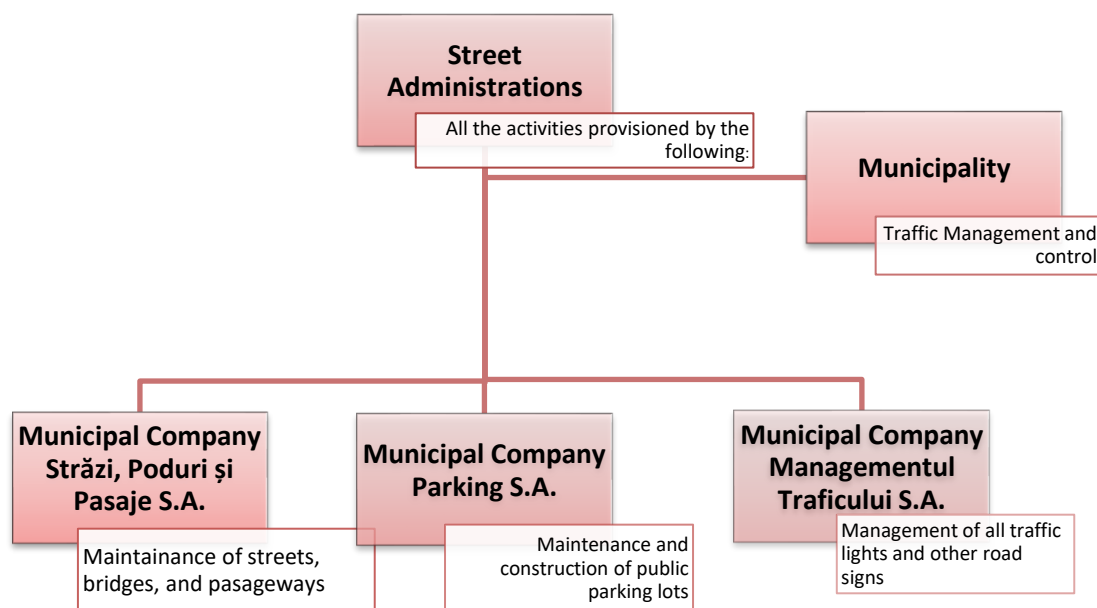 Street
Administrations
All the activities provisioned by the
following:
Municipality
Traffic Management and
control
Municipal Company
Străzi, Poduri și
Pasaje S.A.
Maintainance of streets,
bridges, and pasageways
Municipal Company
Parking S.A.
Maintenance and
construction of public
parking lots
Municipal Company
Managementul
Traficului S.A.
Management of all traffic
lights and other road
signs